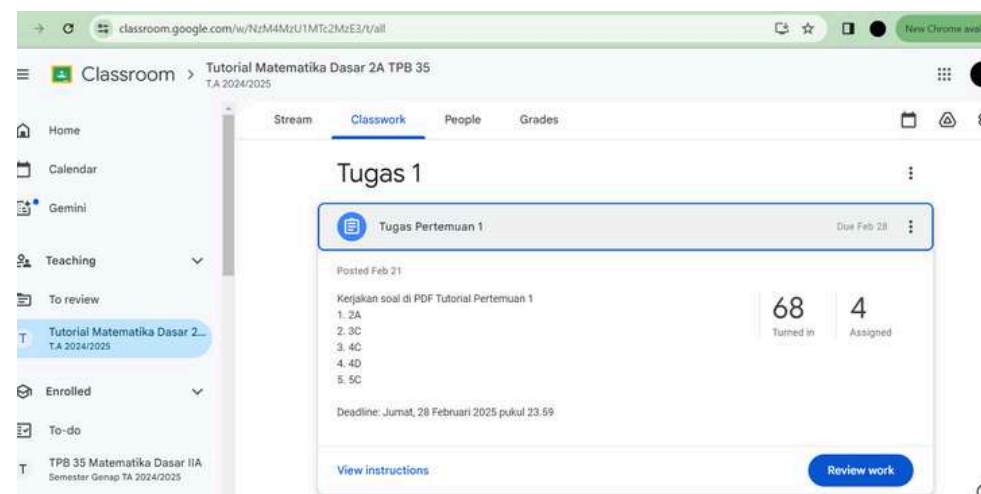 classroom.google.com/w/NzM4MzU1MTc2MzE3/t/all
New Chrome avail
Classroom > Tutorial Matematika Dasar 2A TPB 35
T.A 2024/2025
Home
Calendar
Gemini
Teaching
To review
T Tutorial Matematika Dasar 2...
T.A 2024/2025
Enrolled
To-do
T TPB 35 Matematika Dasar IIA
Semester Genap TA 2024/2025
Stream Classwork People Grades
Tugas 1
Tugas Pertemuan 1 Due Feb 28
Posted Feb 21
Kerjakan soal di PDF Tutorial Pertemuan 1
1. 2A
2. 3C
3. 4C
4. 4D
5. 5C
Deadline: Jumat, 28 Februari 2025 pukul 23.59
68 4
Turned in Assigned
View instructions Review work